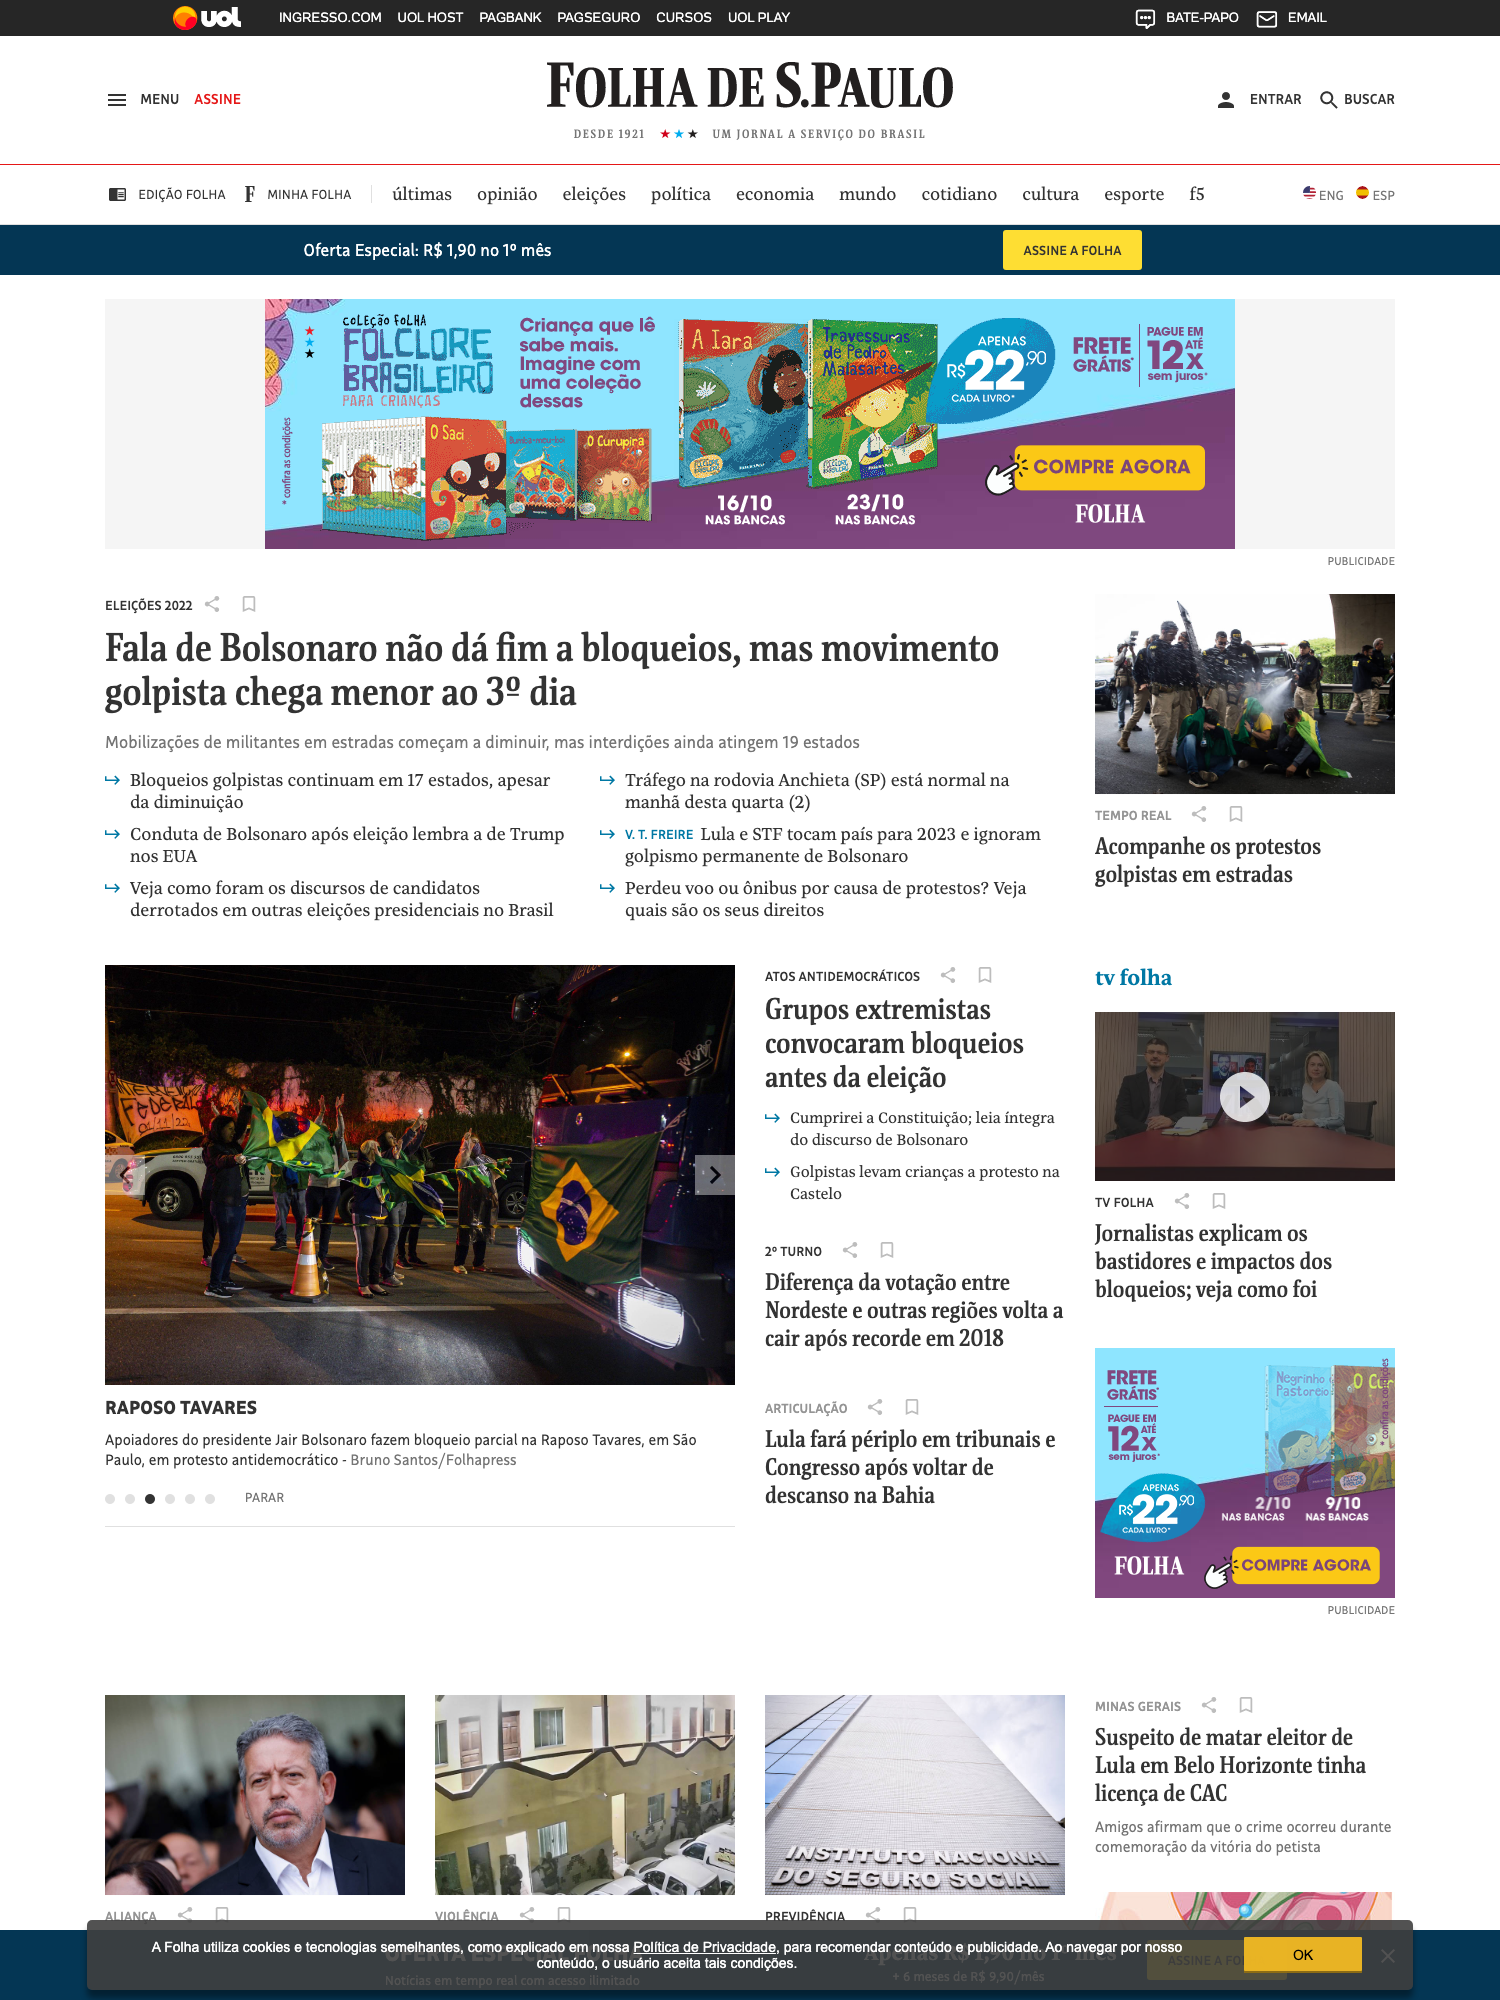 uol INGRESSO.COM UOL HOST PAGBANK PAGSEGURO CURSOS UOL PLAY BATE-PAPO EMAIL
MENU ASSINE
FOLHA DE S.PAULO
DESDE 1921 ★ ★ ★ UM JORNAL A SERVIÇO DO BRASIL
ENTRAR BUSCAR
EDIÇÃO FOLHA F MINHA FOLHA últimas opinião eleições política economia mundo cotidiano cultura esporte f5 ENG ESP
Oferta Especial: R$ 1,90 no 1º mês ASSINE A FOLHA
COLEÇÃO FOLHA
FOLCLORE
BRASILEIRO
PARA CRIANÇAS
* confira as condições
O Saci
Bumba-meu-boi
O Curupira
Criança que lê
sabe mais.
Imagine com
uma coleção
dessas
A Iara
Travessuras
de Pedro
Malasartes
16/10
NAS BANCAS
23/10
NAS BANCAS
APENAS
R$22,90
CADA LIVRO*
FRETE
GRÁTIS*
PAGUE EM
ATÉ
12x
sem juros*
COMPRE AGORA
FOLHA
PUBLICIDADE
ELEIÇÕES 2022
Fala de Bolsonaro não dá fim a bloqueios, mas movimento
golpista chega menor ao 3º dia
Mobilizações de militantes em estradas começam a diminuir, mas interdições ainda atingem 19 estados
Bloqueios golpistas continuam em 17 estados, apesar
da diminuição
Conduta de Bolsonaro após eleição lembra a de Trump
nos EUA
Veja como foram os discursos de candidatos
derrotados em outras eleições presidenciais no Brasil
Tráfego na rodovia Anchieta (SP) está normal na
manhã desta quarta (2)
V. T. FREIRE Lula e STF tocam país para 2023 e ignoram
golpismo permanente de Bolsonaro
Perdeu voo ou ônibus por causa de protestos? Veja
quais são os seus direitos
TEMPO REAL
Acompanhe os protestos
golpistas em estradas
FEDERAL
01/11/22
RAPOSO TAVARES
Apoiadores do presidente Jair Bolsonaro fazem bloqueio parcial na Raposo Tavares, em São
Paulo, em protesto antidemocrático - Bruno Santos/Folhapress
PARAR
ATOS ANTIDEMOCRÁTICOS
Grupos extremistas
convocaram bloqueios
antes da eleição
Cumprirei a Constituição; leia íntegra
do discurso de Bolsonaro
Golpistas levam crianças a protesto na
Castelo
2º TURNO
Diferença da votação entre
Nordeste e outras regiões volta a
cair após recorde em 2018
ARTICULAÇÃO
Lula fará périplo em tribunais e
Congresso após voltar de
descanso na Bahia
tv folha
TV FOLHA
Jornalistas explicam os
bastidores e impactos dos
bloqueios; veja como foi
FRETE
GRÁTIS*
PAGUE EM
ATÉ
12x
sem juros*
Negrinho
Pastoreio
O Cur
* confira as condições
APENAS
R$22,90
CADA LIVRO*
2/10
NAS BANCAS
9/10
NAS BANCAS
FOLHA
COMPRE AGORA
PUBLICIDADE
INSTITUTO NACIONAL
DO SEGURO SOCIAL
ALIANÇA
VIOLÊNCIA
PREVIDÊNCIA
MINAS GERAIS
Suspeito de matar eleitor de
Lula em Belo Horizonte tinha
licença de CAC
Amigos afirmam que o crime ocorreu durante
comemoração da vitória do petista
A Folha utiliza cookies e tecnologias semelhantes, como explicado em nossa Política de Privacidade, para recomendar conteúdo e publicidade. Ao navegar por nosso
conteúdo, o usuário aceita tais condições.
OK
Notícias em tempo real com acesso ilimitado
Apenas R$ 1,90 no 1º mês
+ 6 meses de R$ 9,90/mês
ASSINE A FO